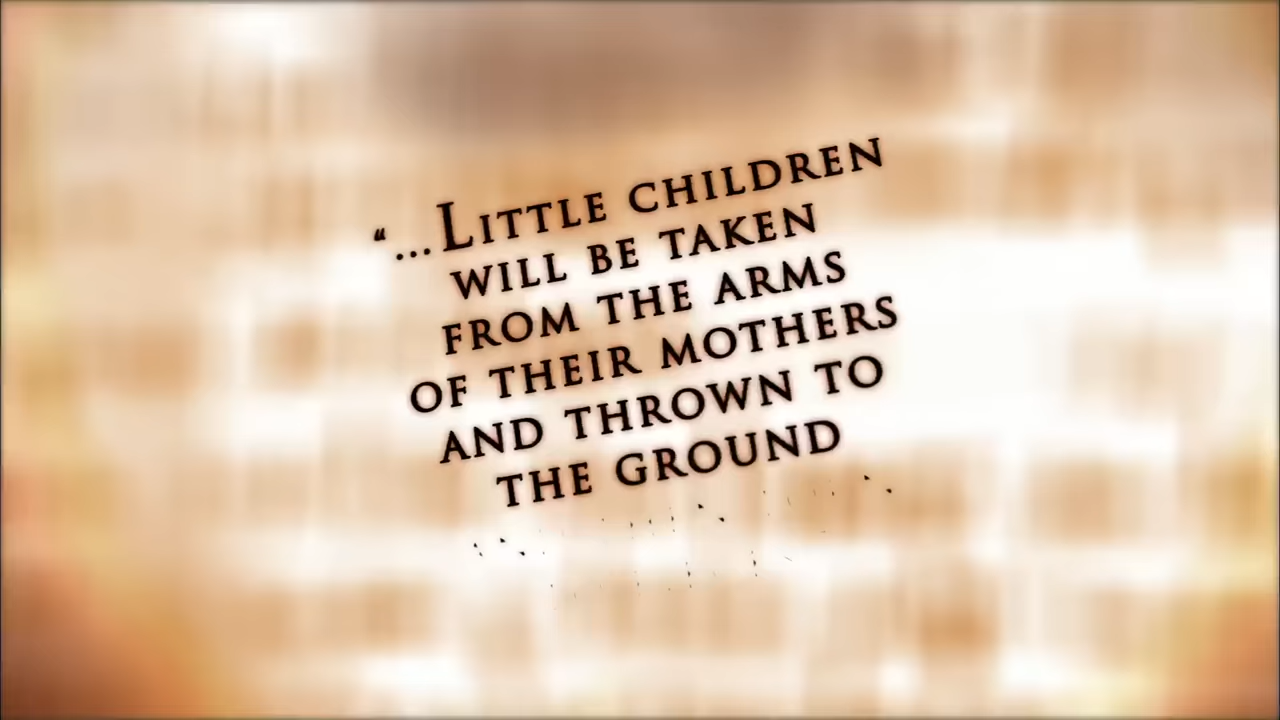 “...Little children
will be taken
from the arms
of their mothers
and thrown to
the ground